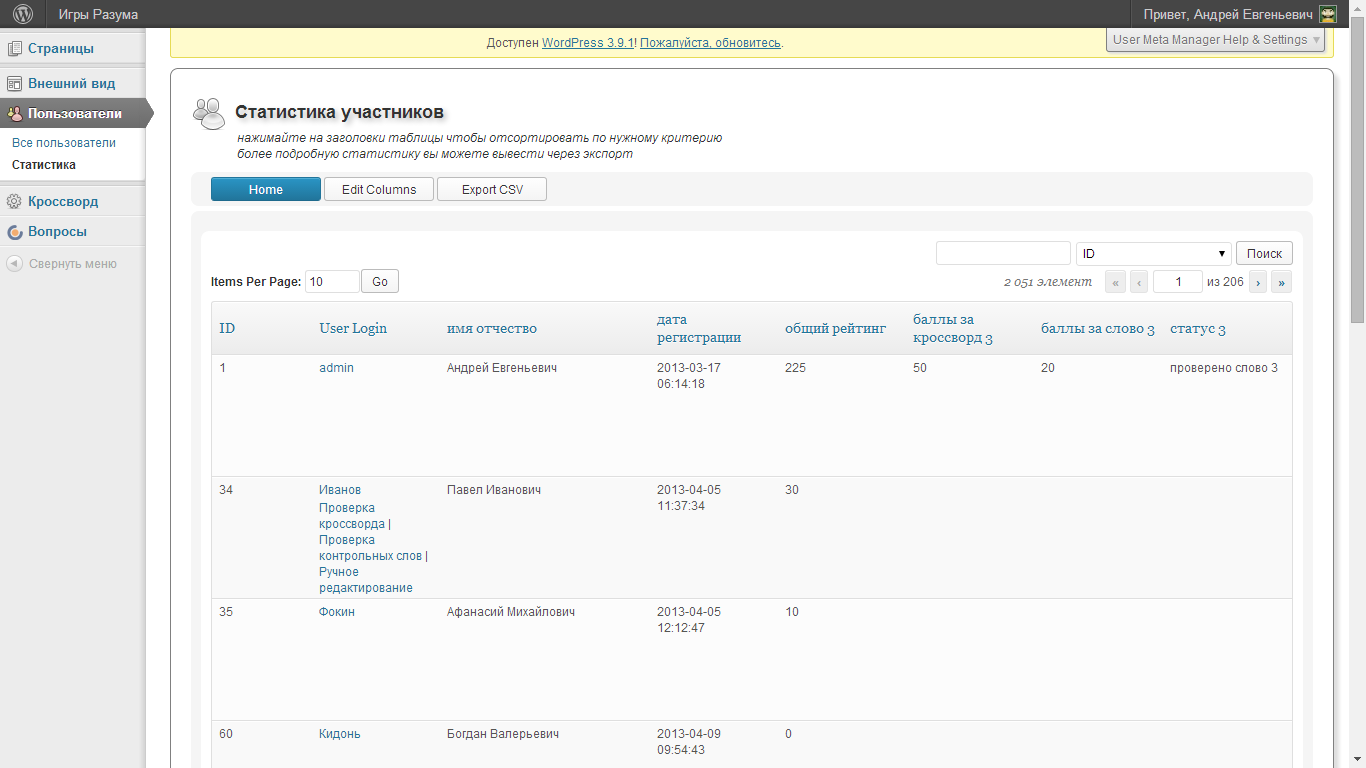 Игры Разума
Привет, Андрей Евгеньевич
Страницы
Внешний вид
Пользователи
Все пользователи
Статистика
Кроссворд
Вопросы
Свернуть меню
Доступен WordPress 3.9.1! Пожалуйста, обновитесь.
User Meta Manager Help & Settings
Статистика участников
нажимайте на заголовки таблицы чтобы отсортировать по нужному критерию
более подробную статистику вы можете вывести через экспорт
Home Edit Columns Export CSV
ID Поиск
Items Per Page: 10 Go 2 051 элемент « ‹ 1 из 206 › »
ID User Login имя отчество дата регистрации общий рейтинг баллы за кроссворд 3 баллы за слово 3 статус 3
1 admin Андрей Евгеньевич 2013-03-17 225 50 20 проверено слово 3
06:14:18
34 Иванов Павел Иванович 2013-04-05 30
11:37:34
Проверка
кроссворда |
Проверка
контрольных слов |
Ручное
редактирование
35 Фокин Афанасий Михайлович 2013-04-05 10
12:12:47
60 Кидонь Богдан Валерьевич 2013-04-09 0
09:54:43